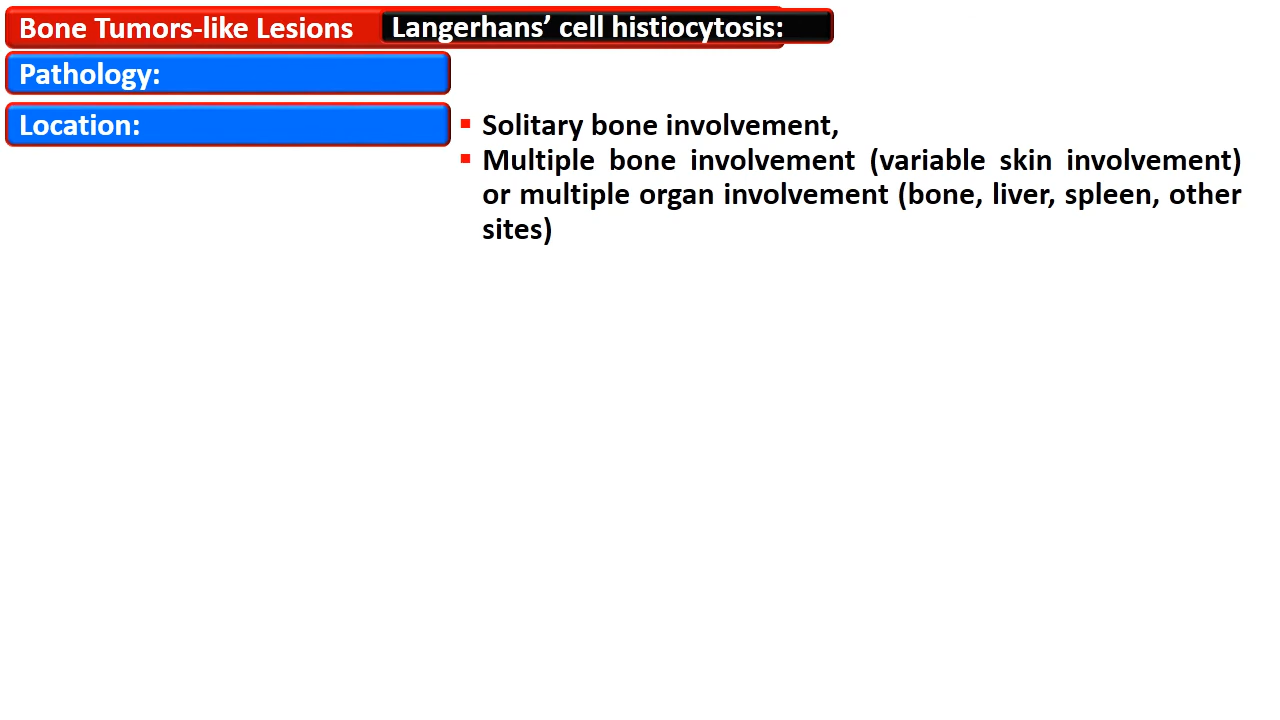 Bone Tumors-like Lesions Langerhans’ cell histiocytosis:
Pathology:
Location:
▪ Solitary bone involvement,
▪ Multiple bone involvement (variable skin involvement)
or multiple organ involvement (bone, liver, spleen, other
sites)